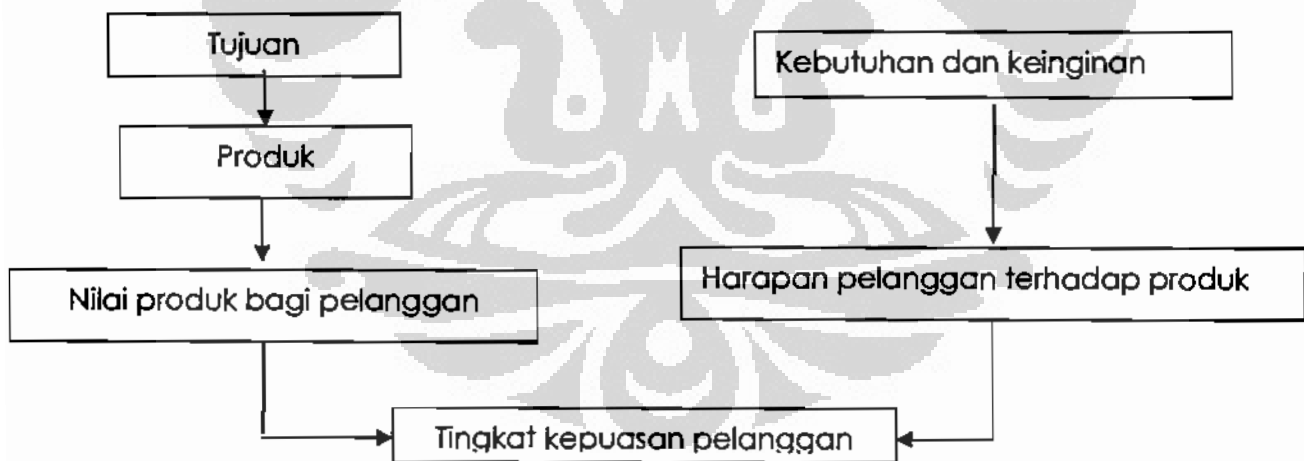 Tujuan
Kebutuhan dan keinginan
Produk
Harapan pelanggan terhadap produk
Nilai produk bagi pelanggan
Tingkat kepuasan pelanggan